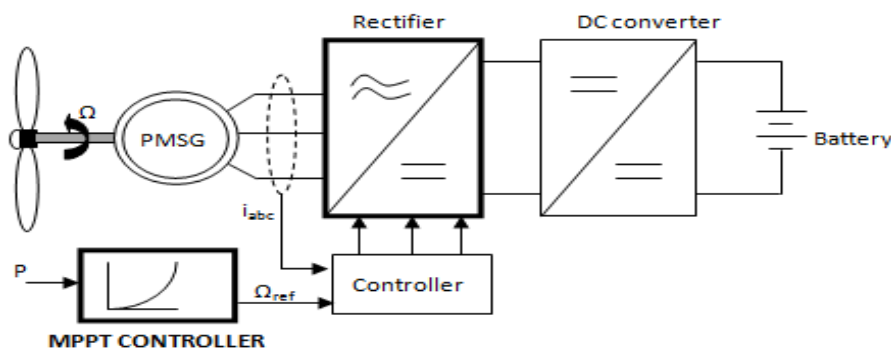 Rectifier
DC converter
Ω
PMSG
Battery
i_abc
P
Ω_ref
Controller
MPPT CONTROLLER